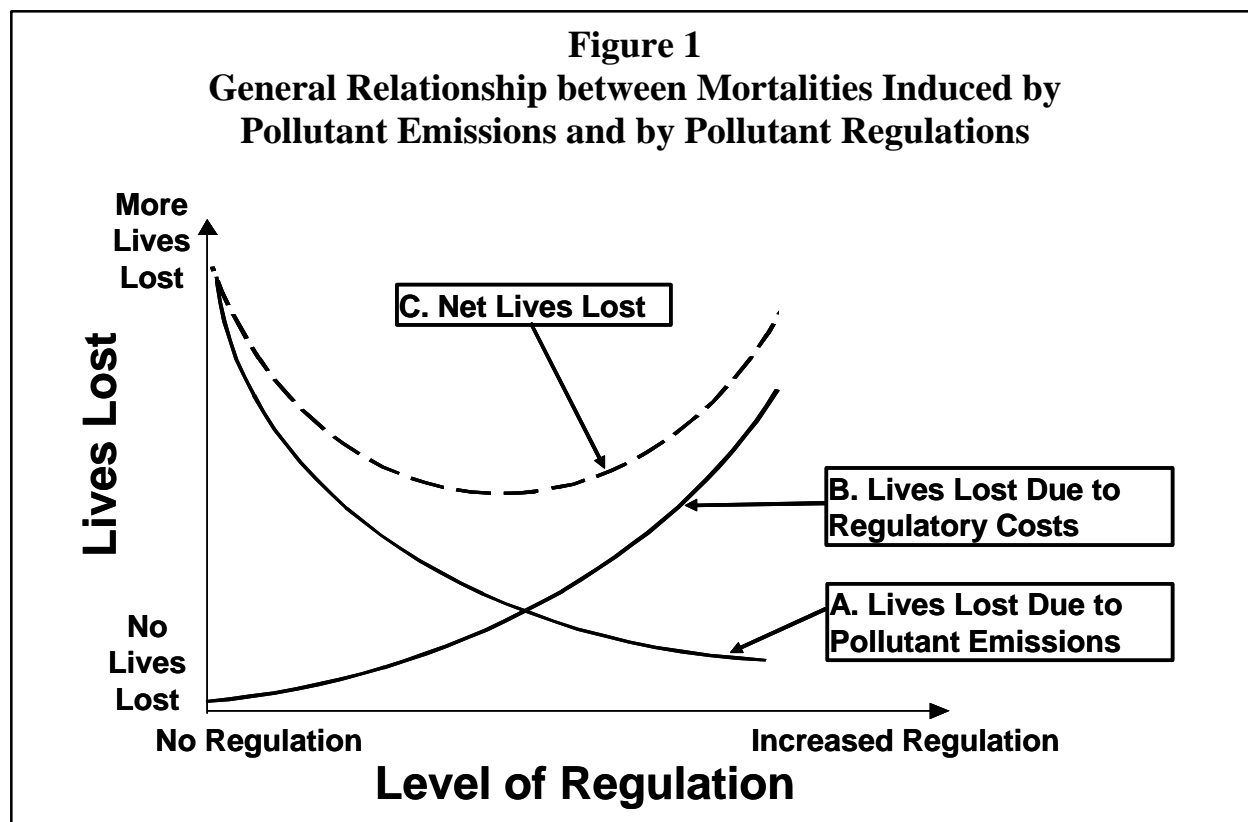 Figure 1
General Relationship between Mortalities Induced by
Pollutant Emissions and by Pollutant Regulations
More
Lives
Lost
C. Net Lives Lost
Lives Lost
B. Lives Lost Due to
Regulatory Costs
A. Lives Lost Due to
Pollutant Emissions
No
Lives
Lost
No Regulation
Increased Regulation
Level of Regulation